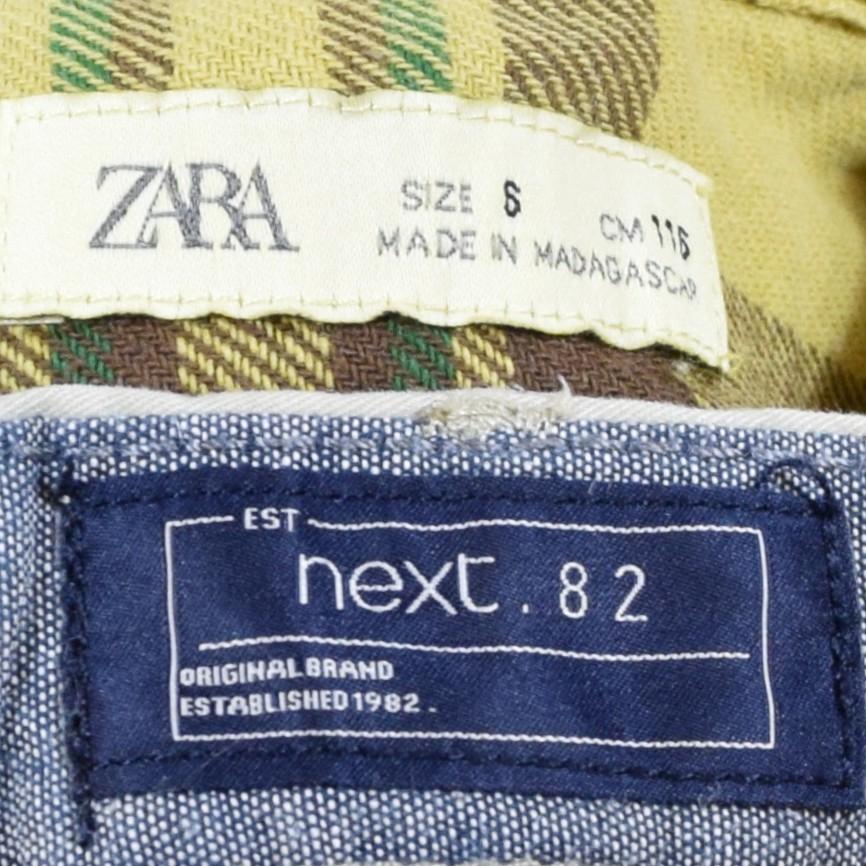 ZARA
SIZE 6
CM 116
MADE IN MADAGASCAR
EST
next.82
ORIGINAL BRAND
ESTABLISHED 1982.